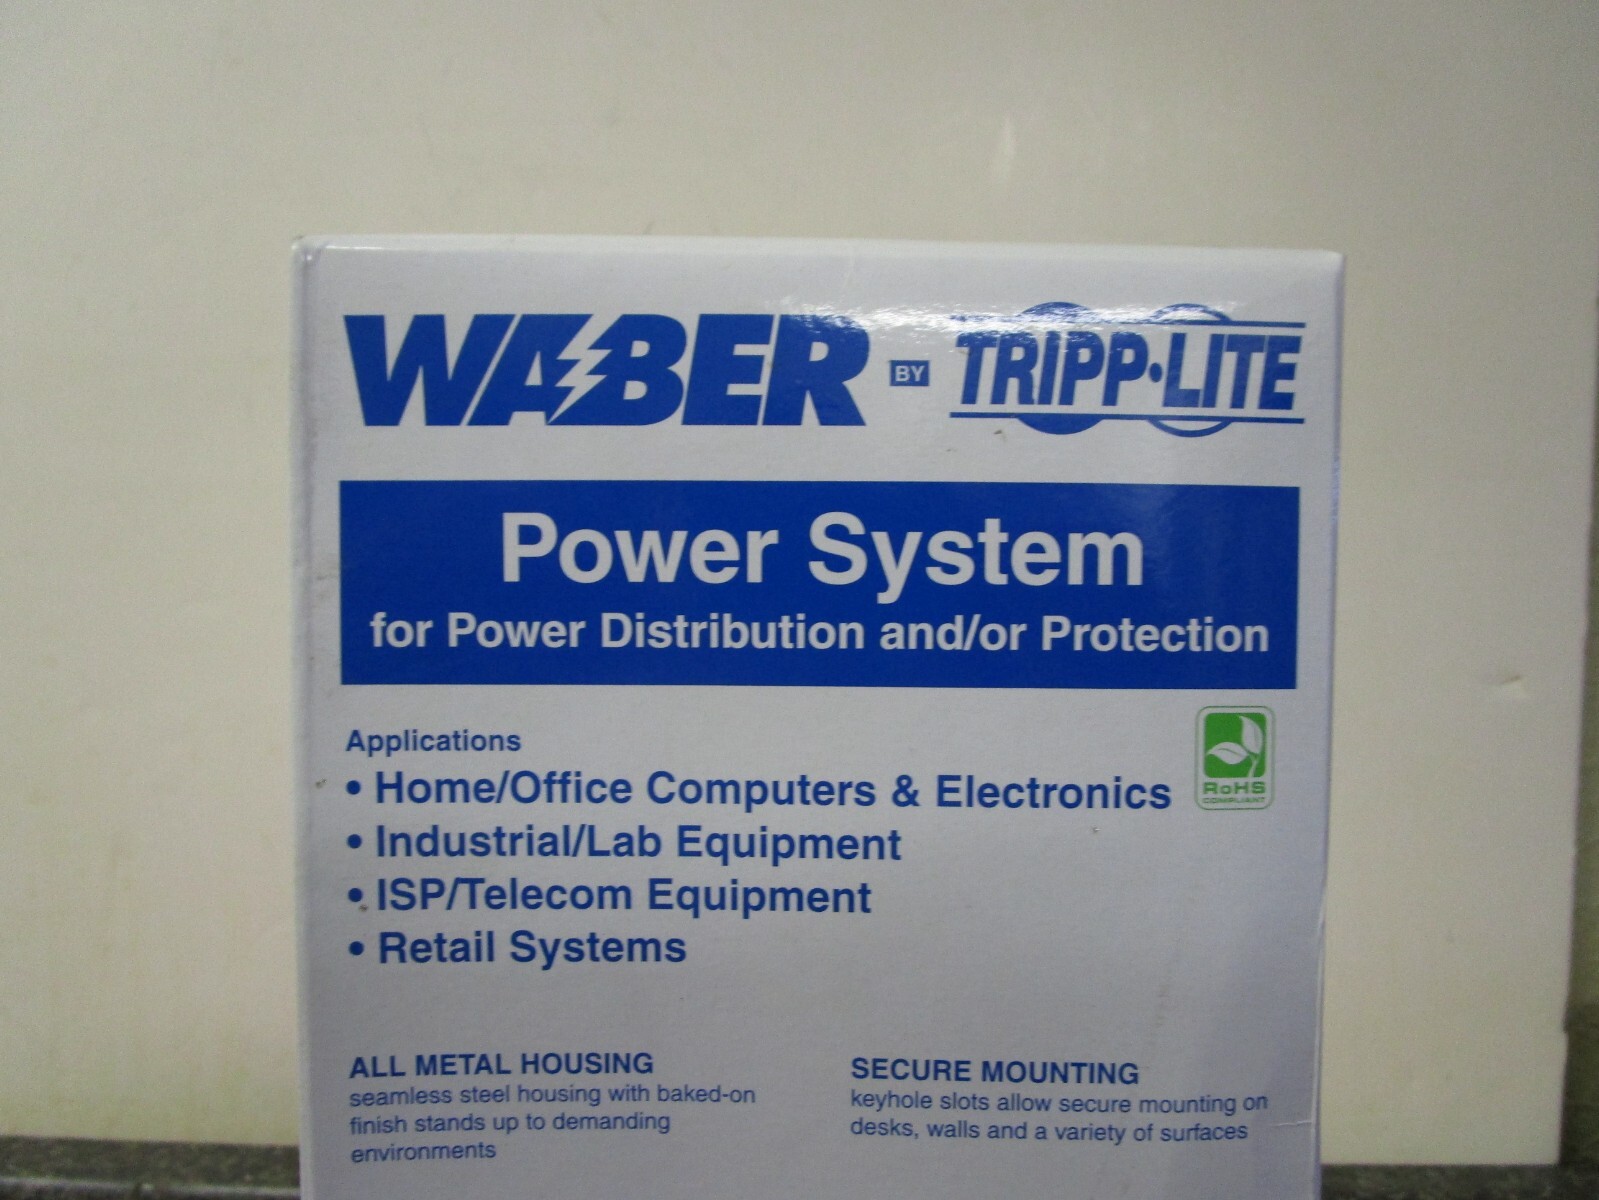 WABER BY TRIPP·LITE
Power System
for Power Distribution and/or Protection
Applications
• Home/Office Computers & Electronics
• Industrial/Lab Equipment
• ISP/Telecom Equipment
• Retail Systems
RoHS
COMPLIANT
ALL METAL HOUSING
seamless steel housing with baked-on
finish stands up to demanding
environments
SECURE MOUNTING
keyhole slots allow secure mounting on
desks, walls and a variety of surfaces